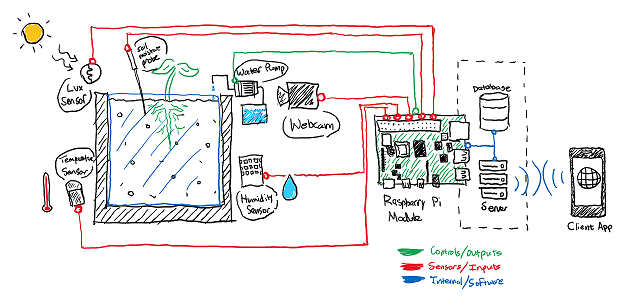 Lux
Sensor
Soil
moisture
probe
Water Pump
Webcam
Database
Temperature
Sensor
Humidity
Sensor
Raspberry Pi
Module
Server
Client App
Controls/Outputs
Sensors/Inputs
Internal/Software